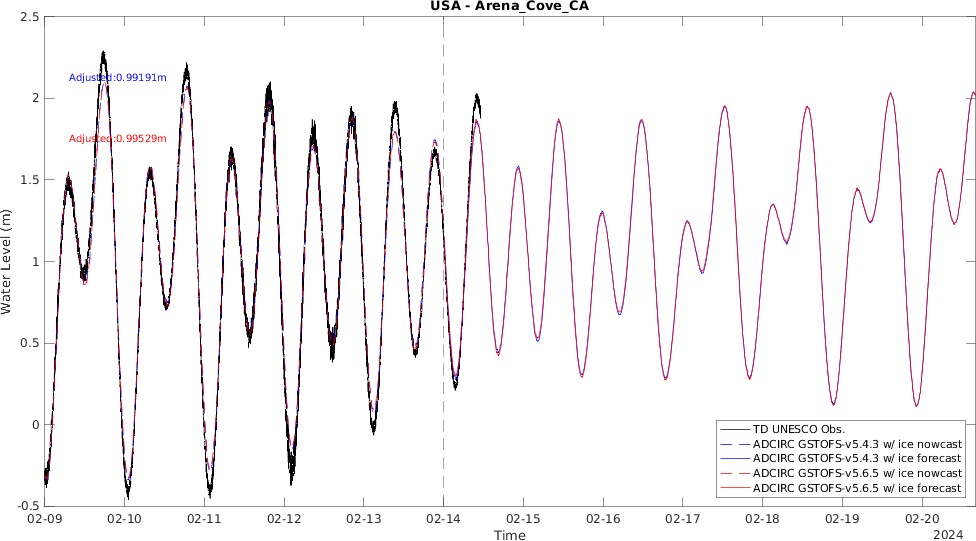 USA - Arena_Cove_CA
2.5
2
1.5
1
0.5
0
-0.5
Water Level (m)
Adjusted:0.99191m
Adjusted:0.99529m
TD UNESCO Obs.
ADCIRC GSTOFS-v5.4.3 w/ ice nowcast
ADCIRC GSTOFS-v5.4.3 w/ ice forecast
ADCIRC GSTOFS-v5.6.5 w/ ice nowcast
ADCIRC GSTOFS-v5.6.5 w/ ice forecast
02-09 02-10 02-11 02-12 02-13 02-14 02-15 02-16 02-17 02-18 02-19 02-20
Time
2024